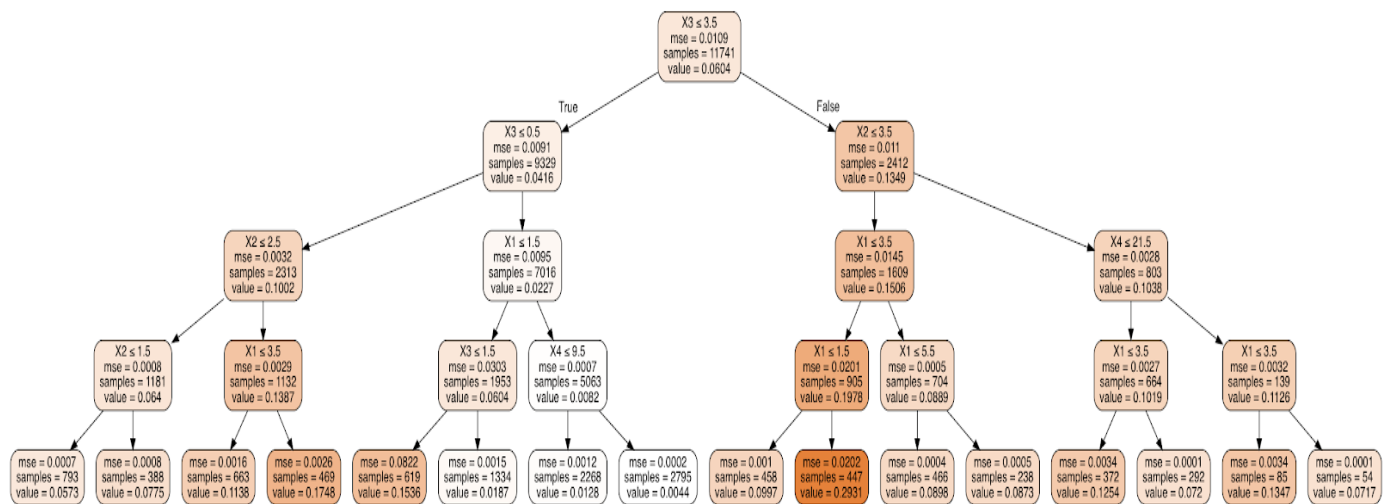 X3 ≤ 3.5
mse = 0.0109
samples = 11741
value = 0.0604
True
False
X3 ≤ 0.5
mse = 0.0091
samples = 9329
value = 0.0416
X2 ≤ 3.5
mse = 0.011
samples = 2412
value = 0.1349
X2 ≤ 2.5
mse = 0.0032
samples = 2313
value = 0.1002
X1 ≤ 1.5
mse = 0.0095
samples = 7016
value = 0.0227
X1 ≤ 3.5
mse = 0.0145
samples = 1609
value = 0.1506
X4 ≤ 21.5
mse = 0.0028
samples = 803
value = 0.1038
X2 ≤ 1.5
mse = 0.0008
samples = 1181
value = 0.064
X1 ≤ 3.5
mse = 0.0029
samples = 1132
value = 0.1387
X3 ≤ 1.5
mse = 0.0303
samples = 1953
value = 0.0604
X4 ≤ 9.5
mse = 0.0007
samples = 5063
value = 0.0082
X1 ≤ 1.5
mse = 0.0201
samples = 905
value = 0.1978
X1 ≤ 5.5
mse = 0.0005
samples = 704
value = 0.0889
X1 ≤ 3.5
mse = 0.0027
samples = 664
value = 0.1019
X1 ≤ 3.5
mse = 0.0032
samples = 139
value = 0.1126
mse = 0.0007
samples = 793
value = 0.0573
mse = 0.0008
samples = 388
value = 0.0775
mse = 0.0016
samples = 663
value = 0.1138
mse = 0.0026
samples = 469
value = 0.1748
mse = 0.0822
samples = 619
value = 0.1536
mse = 0.0015
samples = 1334
value = 0.0187
mse = 0.0012
samples = 2268
value = 0.0128
mse = 0.0002
samples = 2795
value = 0.0044
mse = 0.001
samples = 458
value = 0.0997
mse = 0.0202
samples = 447
value = 0.2931
mse = 0.0004
samples = 466
value = 0.0898
mse = 0.0005
samples = 238
value = 0.0873
mse = 0.0034
samples = 372
value = 0.1254
mse = 0.0001
samples = 292
value = 0.072
mse = 0.0034
samples = 85
value = 0.1347
mse = 0.0001
samples = 54
value = 0.0717